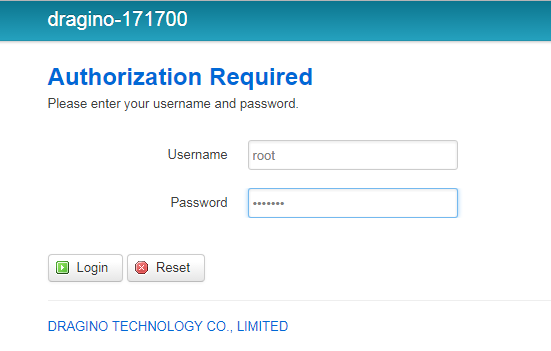 dragino-171700
Authorization Required
Please enter your username and password.
Username root
Password •••••••
Login Reset
DRAGINO TECHNOLOGY CO., LIMITED